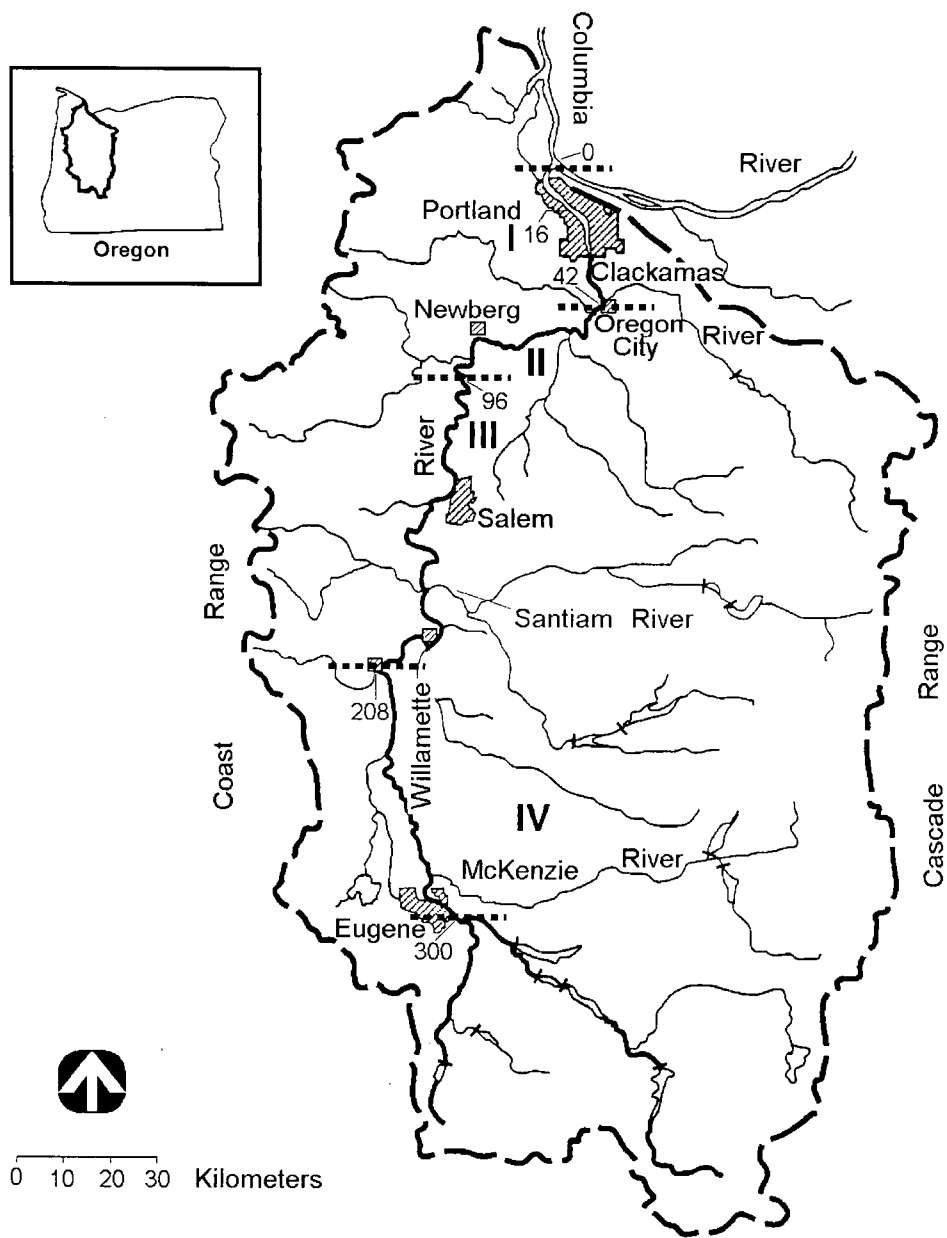 Columbia
0
River
Portland
I
16
Clackamas
42
Newberg
Oregon
City
River
II
96
River
III
Salem
Range
Santiam River
Range
208
Willamette
Coast
IV
Cascade
McKenzie River
Eugene
300
Oregon
0 10 20 30 Kilometers